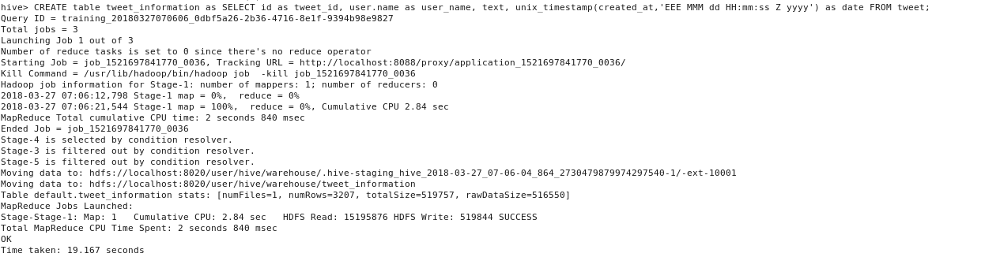 hive> CREATE table tweet_information as SELECT id as tweet_id, user.name as user_name, text, unix_timestamp(created_at,'EEE MMM dd HH:mm:ss Z yyyy') as date FROM tweet;
Query ID = training_20180327070606_0dbf5a26-2b36-4716-8e1f-9394b98e9827
Total jobs = 3
Launching Job 1 out of 3
Number of reduce tasks is set to 0 since there's no reduce operator
Starting Job = job_1521697841770_0036, Tracking URL = http://localhost:8088/proxy/application_1521697841770_0036/
Kill Command = /usr/lib/hadoop/bin/hadoop job  -kill job_1521697841770_0036
Hadoop job information for Stage-1: number of mappers: 1; number of reducers: 0
2018-03-27 07:06:12,798 Stage-1 map = 0%,  reduce = 0%
2018-03-27 07:06:21,544 Stage-1 map = 100%,  reduce = 0%, Cumulative CPU 2.84 sec
MapReduce Total cumulative CPU time: 2 seconds 840 msec
Ended Job = job_1521697841770_0036
Stage-4 is selected by condition resolver.
Stage-3 is filtered out by condition resolver.
Stage-5 is filtered out by condition resolver.
Moving data to: hdfs://localhost:8020/user/hive/warehouse/.hive-staging_hive_2018-03-27_07-06-04_864_2730479879974297540-1/-ext-10001
Moving data to: hdfs://localhost:8020/user/hive/warehouse/tweet_information
Table default.tweet_information stats: [numFiles=1, numRows=3207, totalSize=519757, rawDataSize=516550]
MapReduce Jobs Launched:
Stage-Stage-1: Map: 1   Cumulative CPU: 2.84 sec   HDFS Read: 15195876 HDFS Write: 519844 SUCCESS
Total MapReduce CPU Time Spent: 2 seconds 840 msec
OK
Time taken: 19.167 seconds